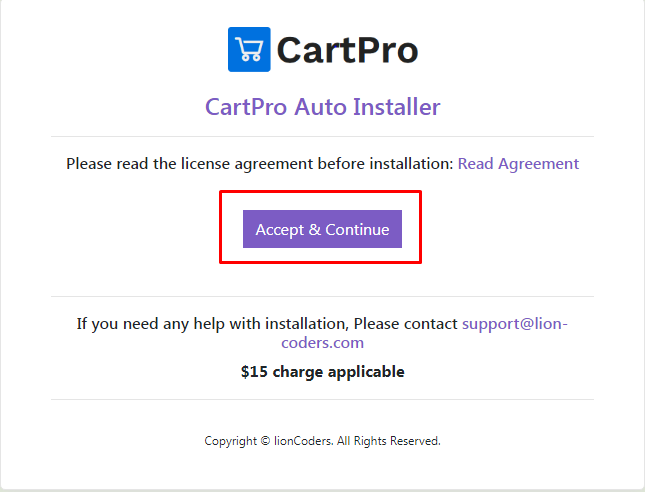 CartPro
CartPro Auto Installer
Please read the license agreement before installation: Read Agreement
Accept & Continue
If you need any help with installation, Please contact support@lion-
coders.com
$15 charge applicable
Copyright © lionCoders. All Rights Reserved.